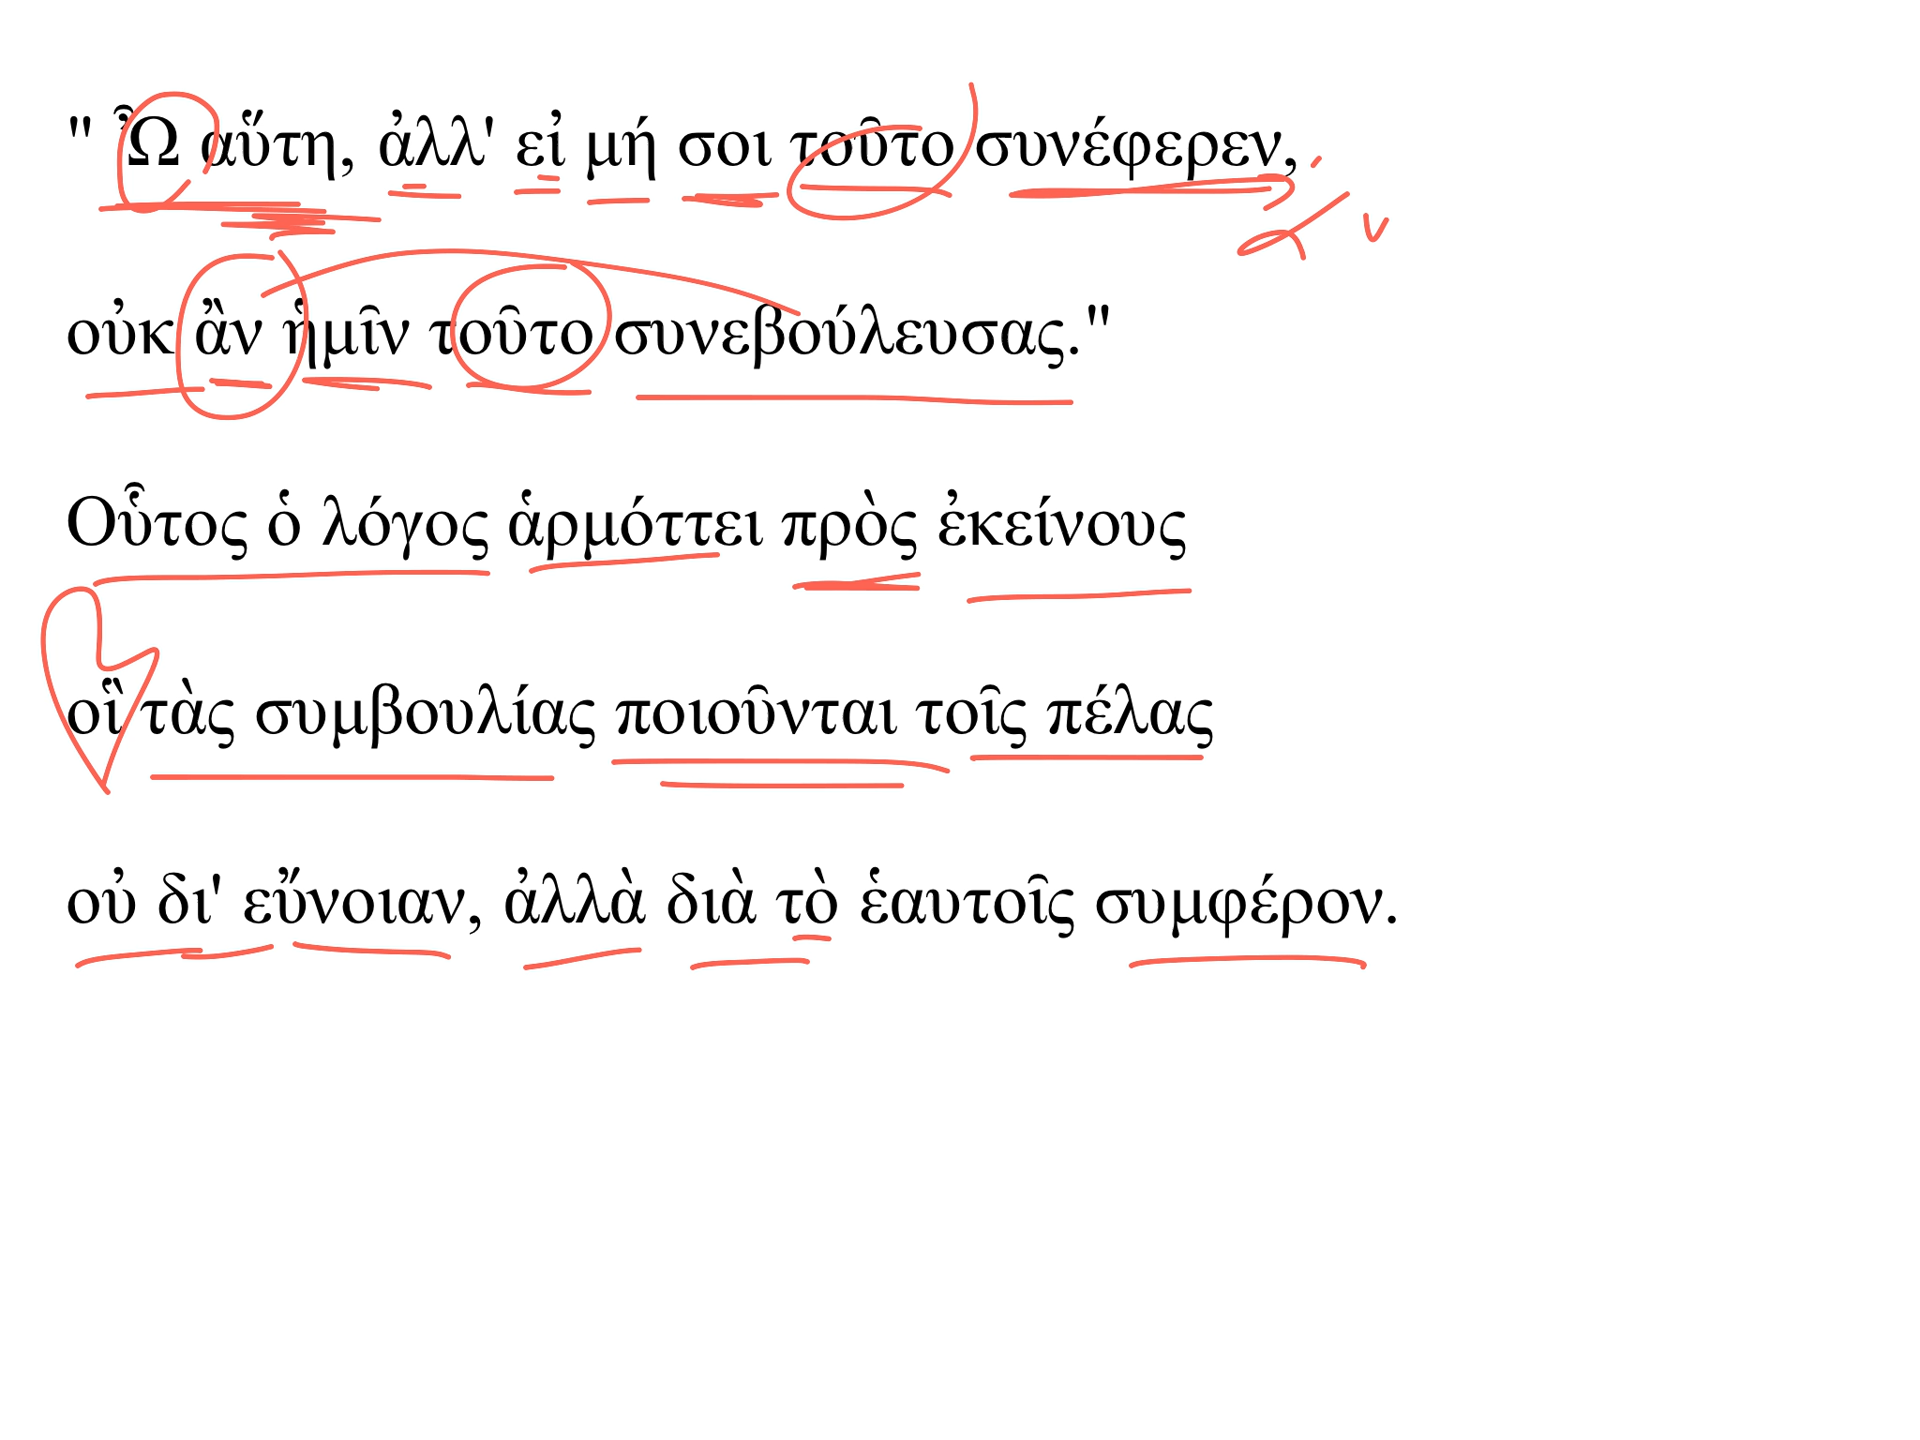 " Ὦ αὕτη, ἀλλ' εἰ μή σοι τοῦτο συνέφερεν,
οὐκ ἂν ἡμῖν τοῦτο συνεβούλευσας."
Οὗτος ὁ λόγος ἁρμόττει πρὸς ἐκείνους
οἳ τὰς συμβουλίας ποιοῦνται τοῖς πέλας
οὐ δι' εὔνοιαν, ἀλλὰ διὰ τὸ ἑαυτοῖς συμφέρον.